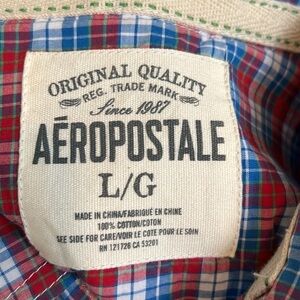 ORIGINAL QUALITY
REG. TRADE MARK
Since 1987
AÉROPOSTALE
L/G
MADE IN CHINA/FABRIQUÉ EN CHINE
100% COTTON/COTON
SEE SIDE FOR CARE/VOIR LE COTE POUR LE SOIN
RN 121728 CA 53201